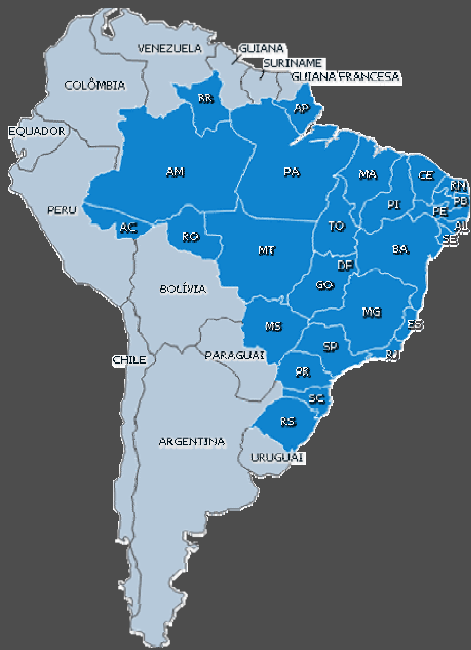 VENEZUELA
GUIANA
SURINAME
GUIANA FRANCESA
COLÔMBIA
RR
AP
EQUADOR
AM
PA
MA
CE
RN
PB
PI
PE
AL
PERU
AC
RO
TO
SE
MT
BA
DF
GO
BOLÍVIA
MG
MS
ES
SP
RJ
PARAGUAI
CHILE
PR
SC
RS
ARGENTINA
URUGUAI